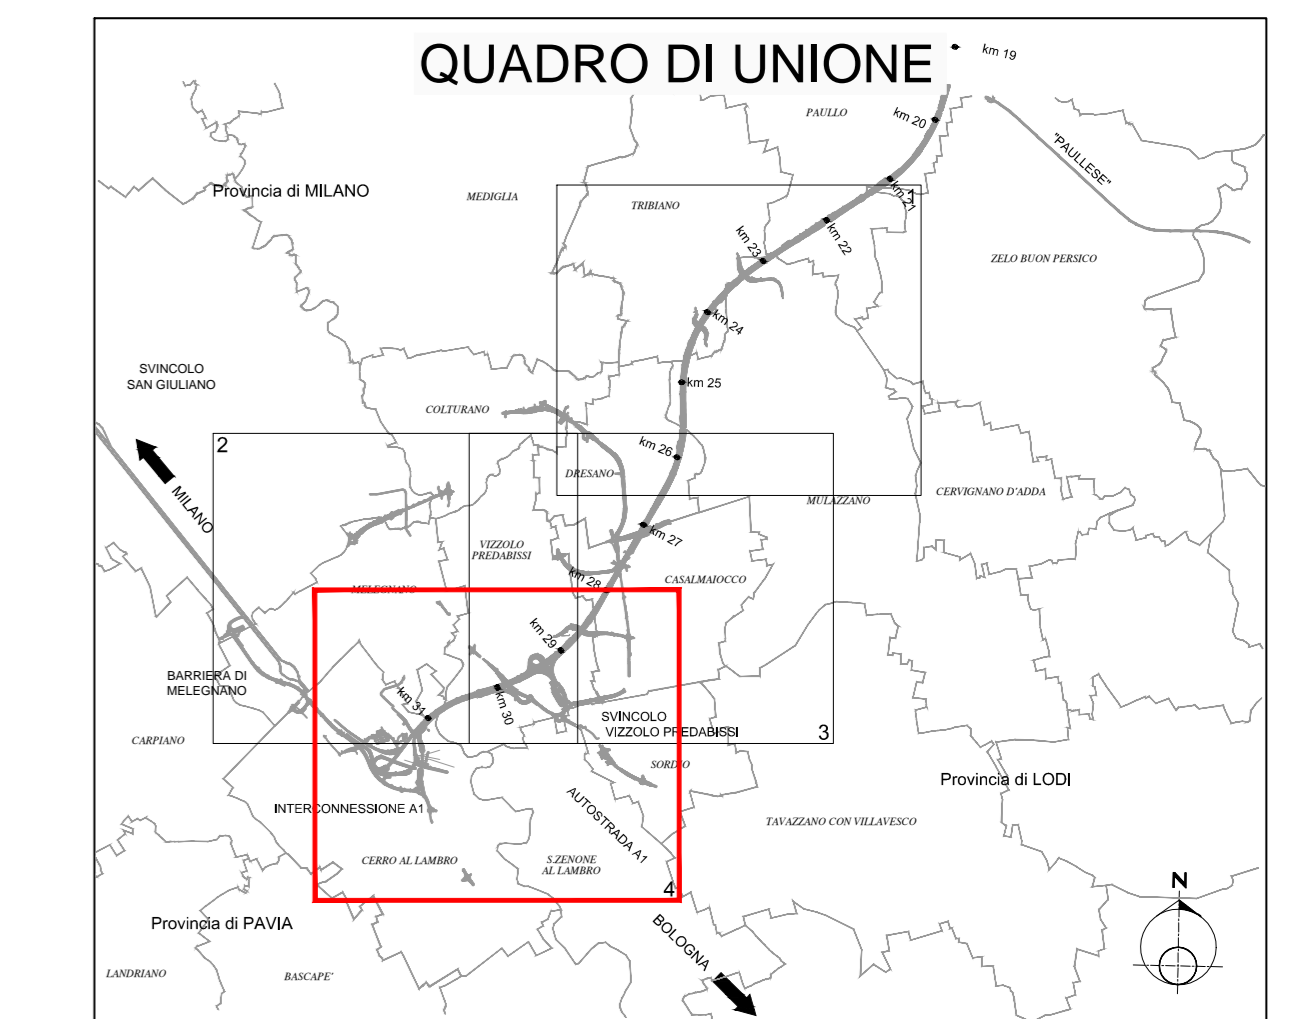 QUADRO DI UNIONE
km 19
PAULLO
km 20
"PAULLESE"
Provincia di MILANO
MEDIGLIA
TRIBIANO
1
km 21
km 22
km 23
ZELO BUON PERSICO
km 24
SVINCOLO
SAN GIULIANO
km 25
COLTURANO
2
km 26
DRESANO
MILANO
MULAZZANO
CERVIGNANO D'ADDA
km 27
VIZZOLO
PREDABISSI
km 28
CASALMAIOCCO
MELEGNANO
km 29
BARRIERA DI
MELEGNANO
km 31
km 30
SVINCOLO
VIZZOLO PREDABISSI
3
CARPIANO
SORDIO
Provincia di LODI
INTERCONNESSIONE A1
AUTOSTRADA A1
TAVAZZANO CON VILLAVESCO
CERRO AL LAMBRO
S.ZENONE
AL LAMBRO
4
N
Provincia di PAVIA
BOLOGNA
LANDRIANO
BASCAPE'